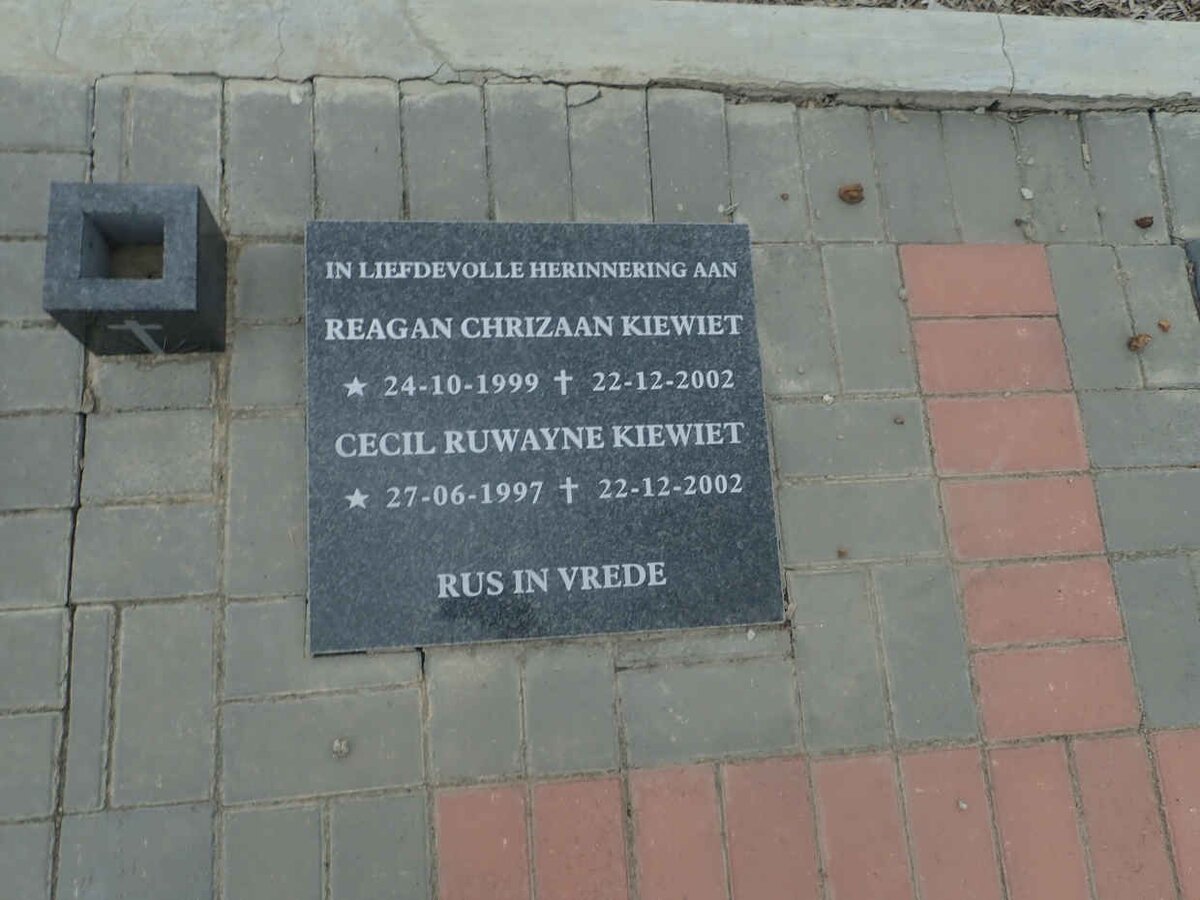 IN LIEFDEVOLLE HERINNERING AAN
REAGAN CHRIZAAN KIEWIET
★ 24-10-1999 ✝ 22-12-2002
CECIL RUWAYNE KIEWIET
★ 27-06-1997 ✝ 22-12-2002
RUS IN VREDE